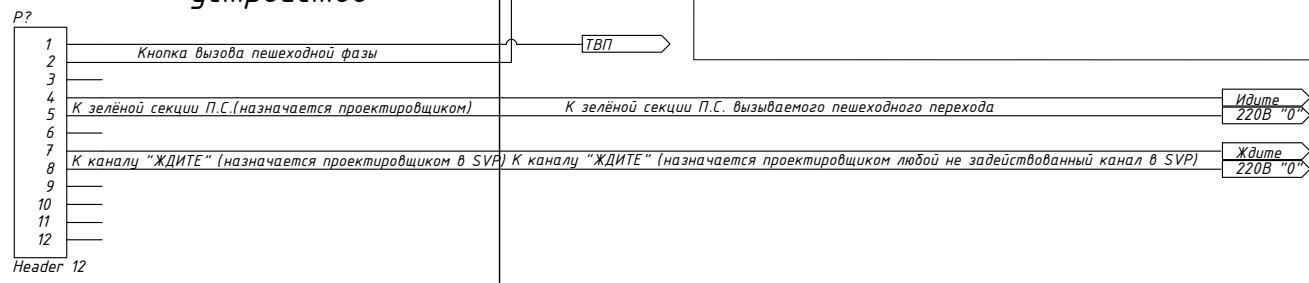 устройство
P?
1
Кнопка вызова пешеходной фазы
ТВП
2
3
4
К зелёной секции П.С.(назначается проектировщиком)
К зелёной секции П.С. вызываемого пешеходного перехода
Идите
5
220В "0"
6
7
К каналу "ЖДИТЕ" (назначается проектировщиком в SVP)
К каналу "ЖДИТЕ" (назначается проектировщиком любой не задействованный канал в SVP)
Ждите
8
220В "0"
9
10
11
12
Header 12